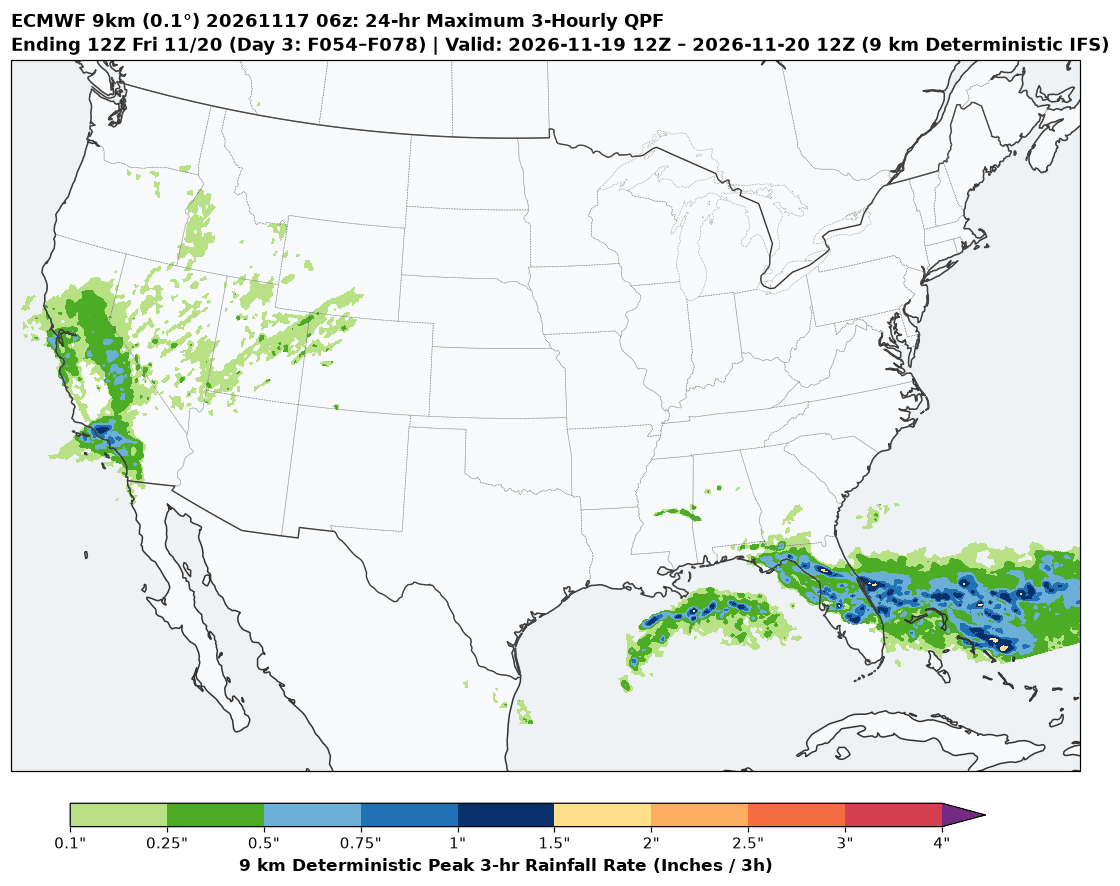 ECMWF 9km (0.1°) 20261117 06z: 24-hr Maximum 3-Hourly QPF
Ending 12Z Fri 11/20 (Day 3: F054–F078) | Valid: 2026-11-19 12Z – 2026-11-20 12Z (9 km Deterministic IFS)
0.1" 0.25" 0.5" 0.75" 1" 1.5" 2" 2.5" 3" 4"
9 km Deterministic Peak 3-hr Rainfall Rate (Inches / 3h)